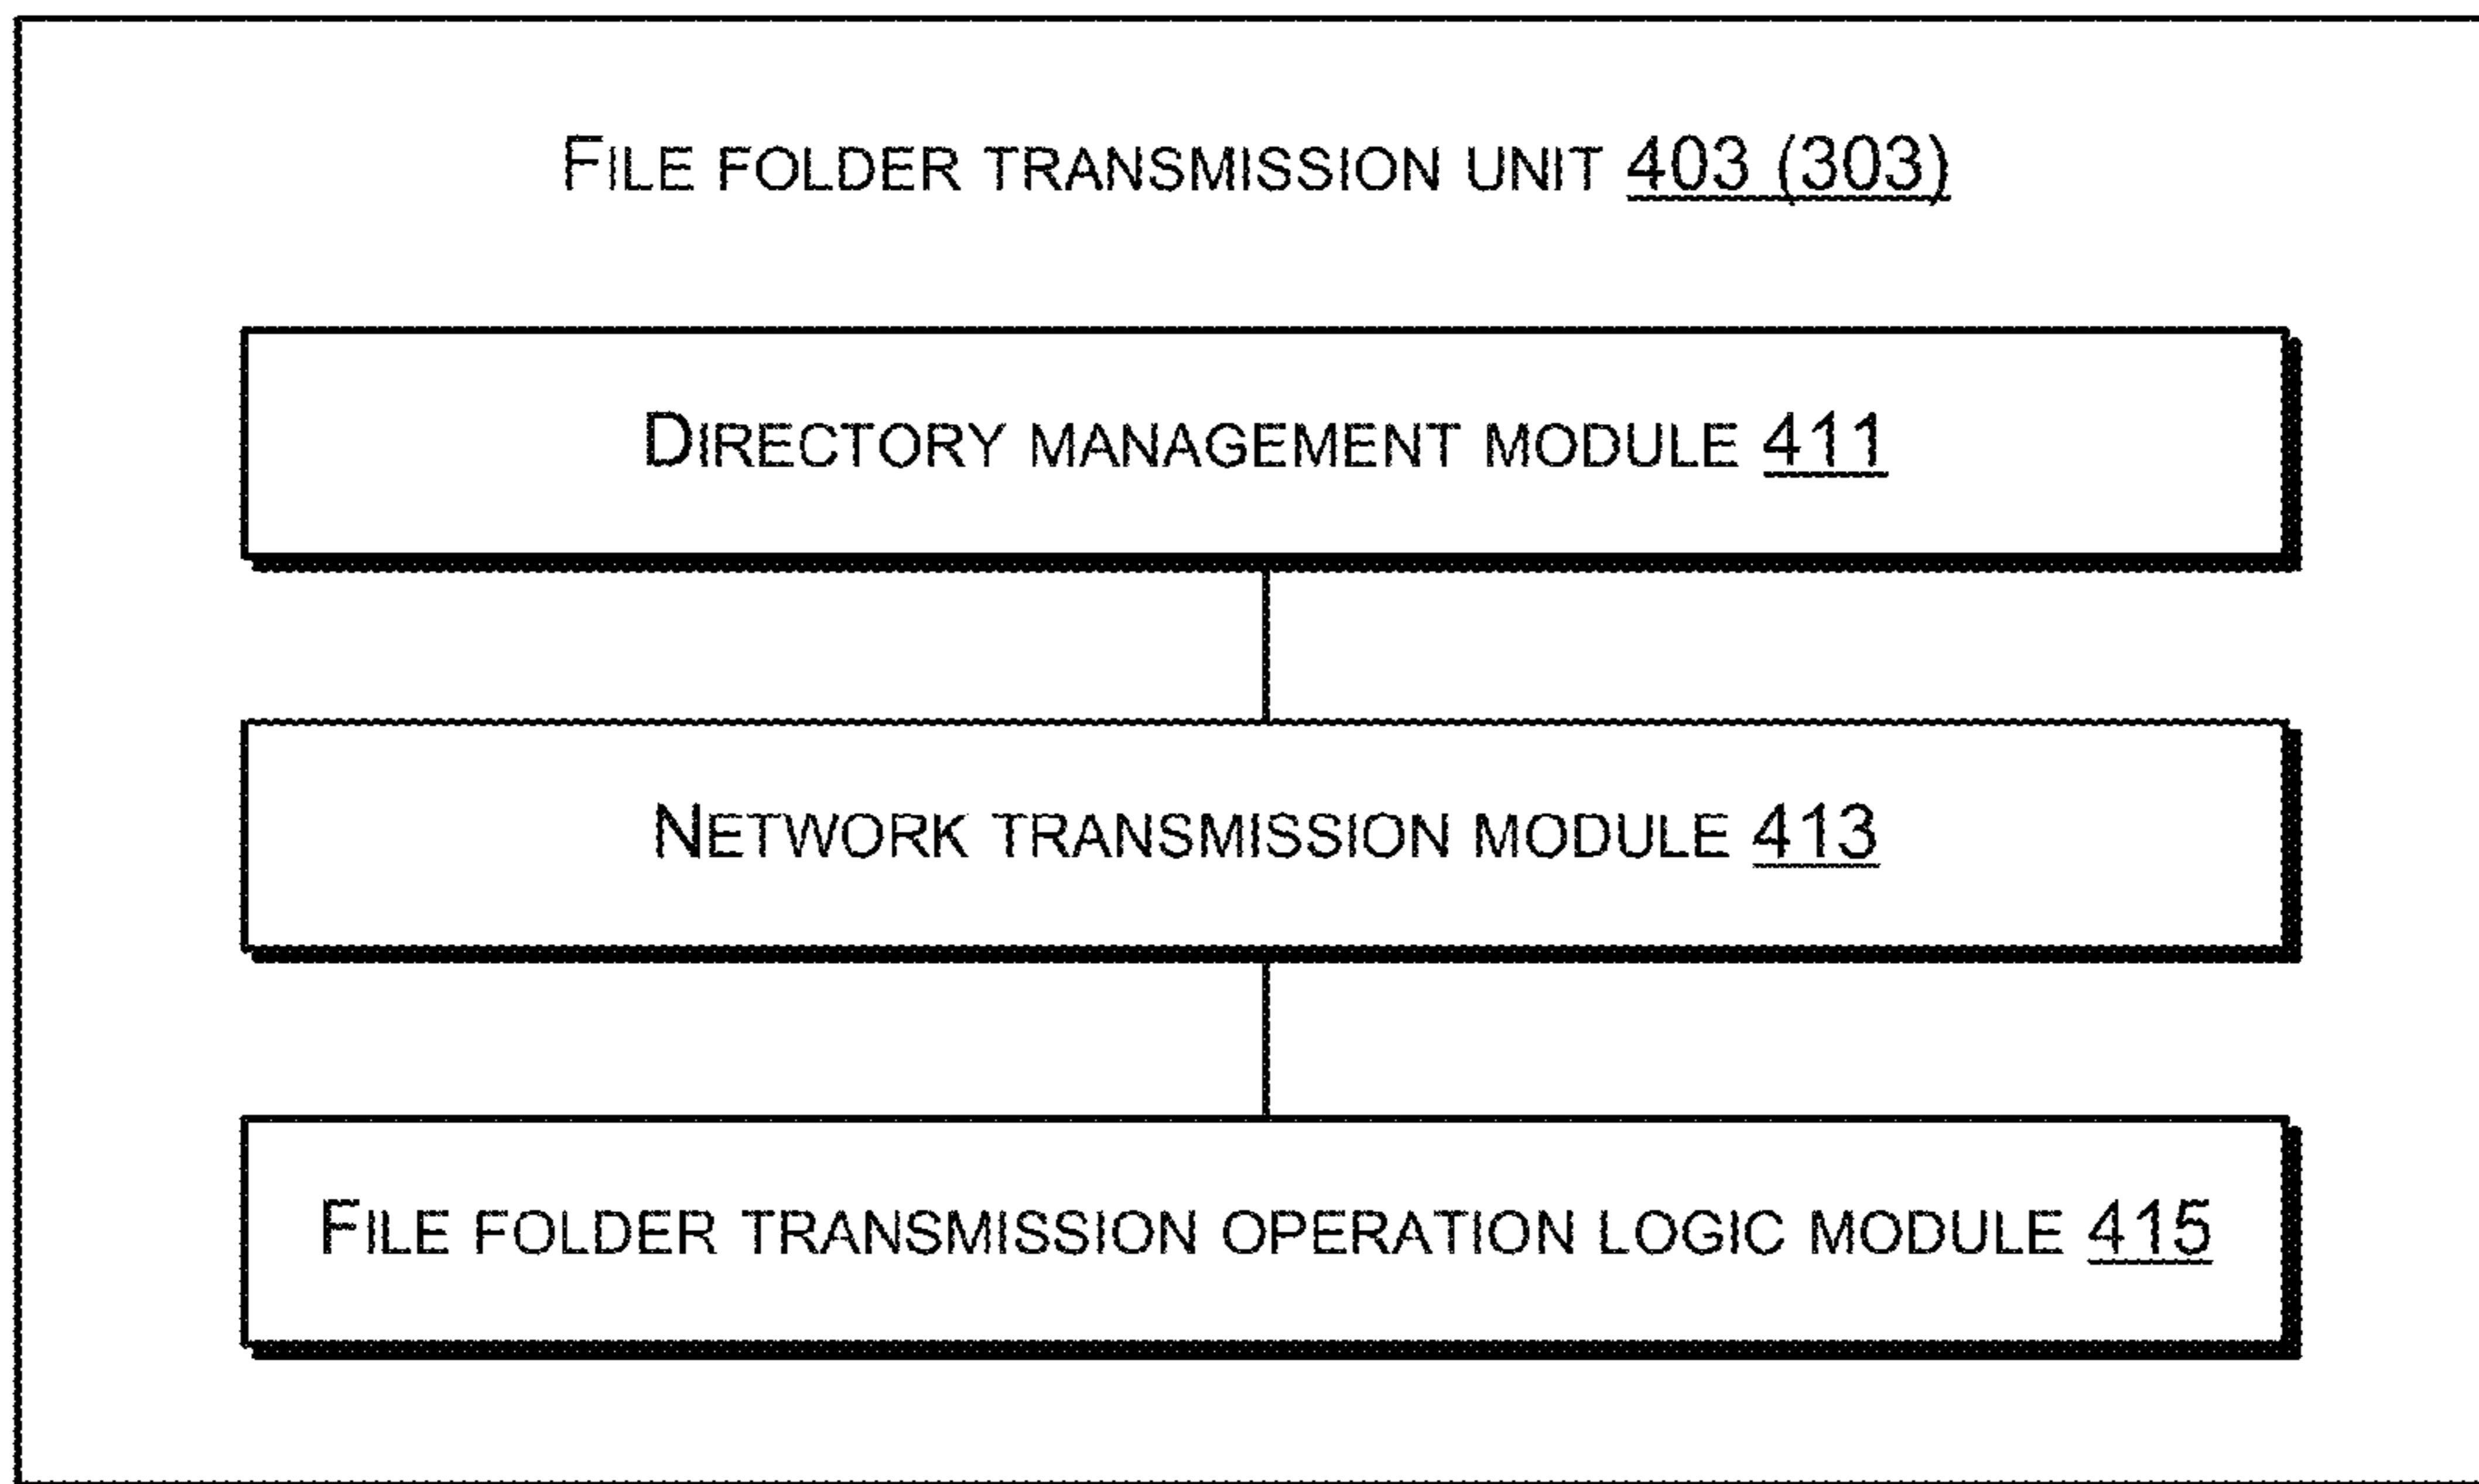 FILE FOLDER TRANSMISSION UNIT 403 (303)
DIRECTORY MANAGEMENT MODULE 411
NETWORK TRANSMISSION MODULE 413
FILE FOLDER TRANSMISSION OPERATION LOGIC MODULE 415